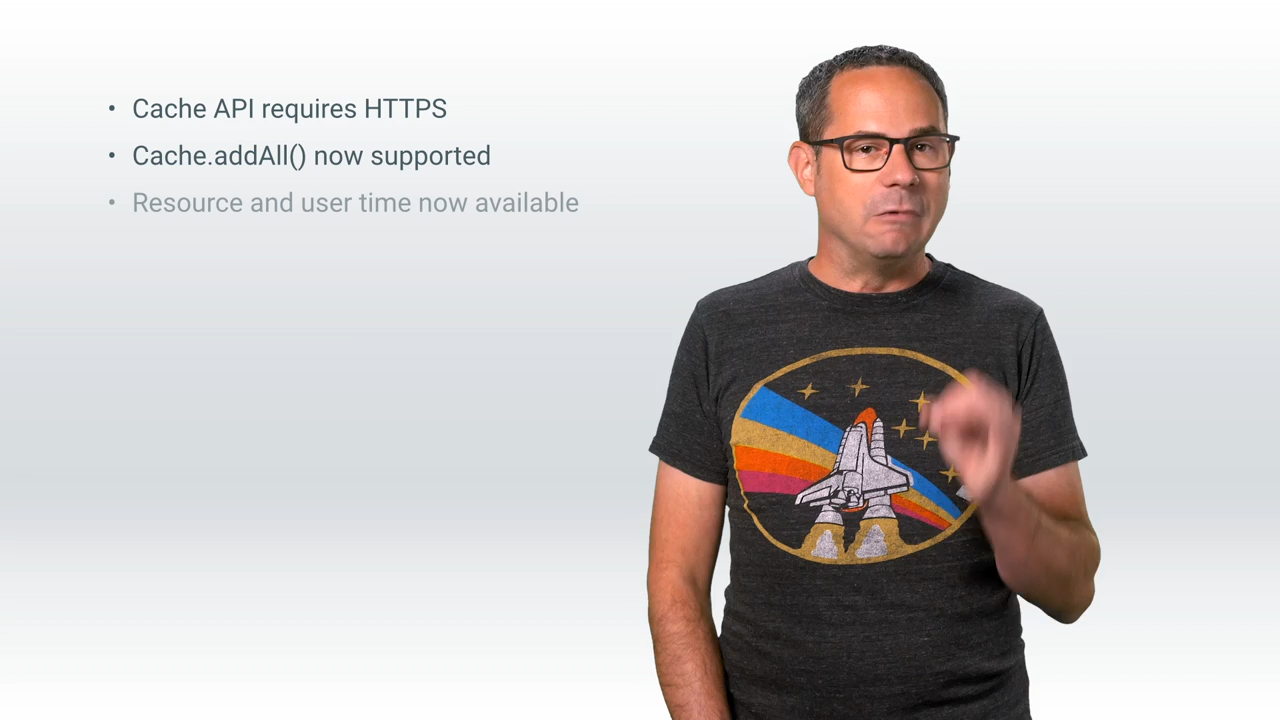 • Cache API requires HTTPS
• Cache.addAll() now supported
• Resource and user time now available